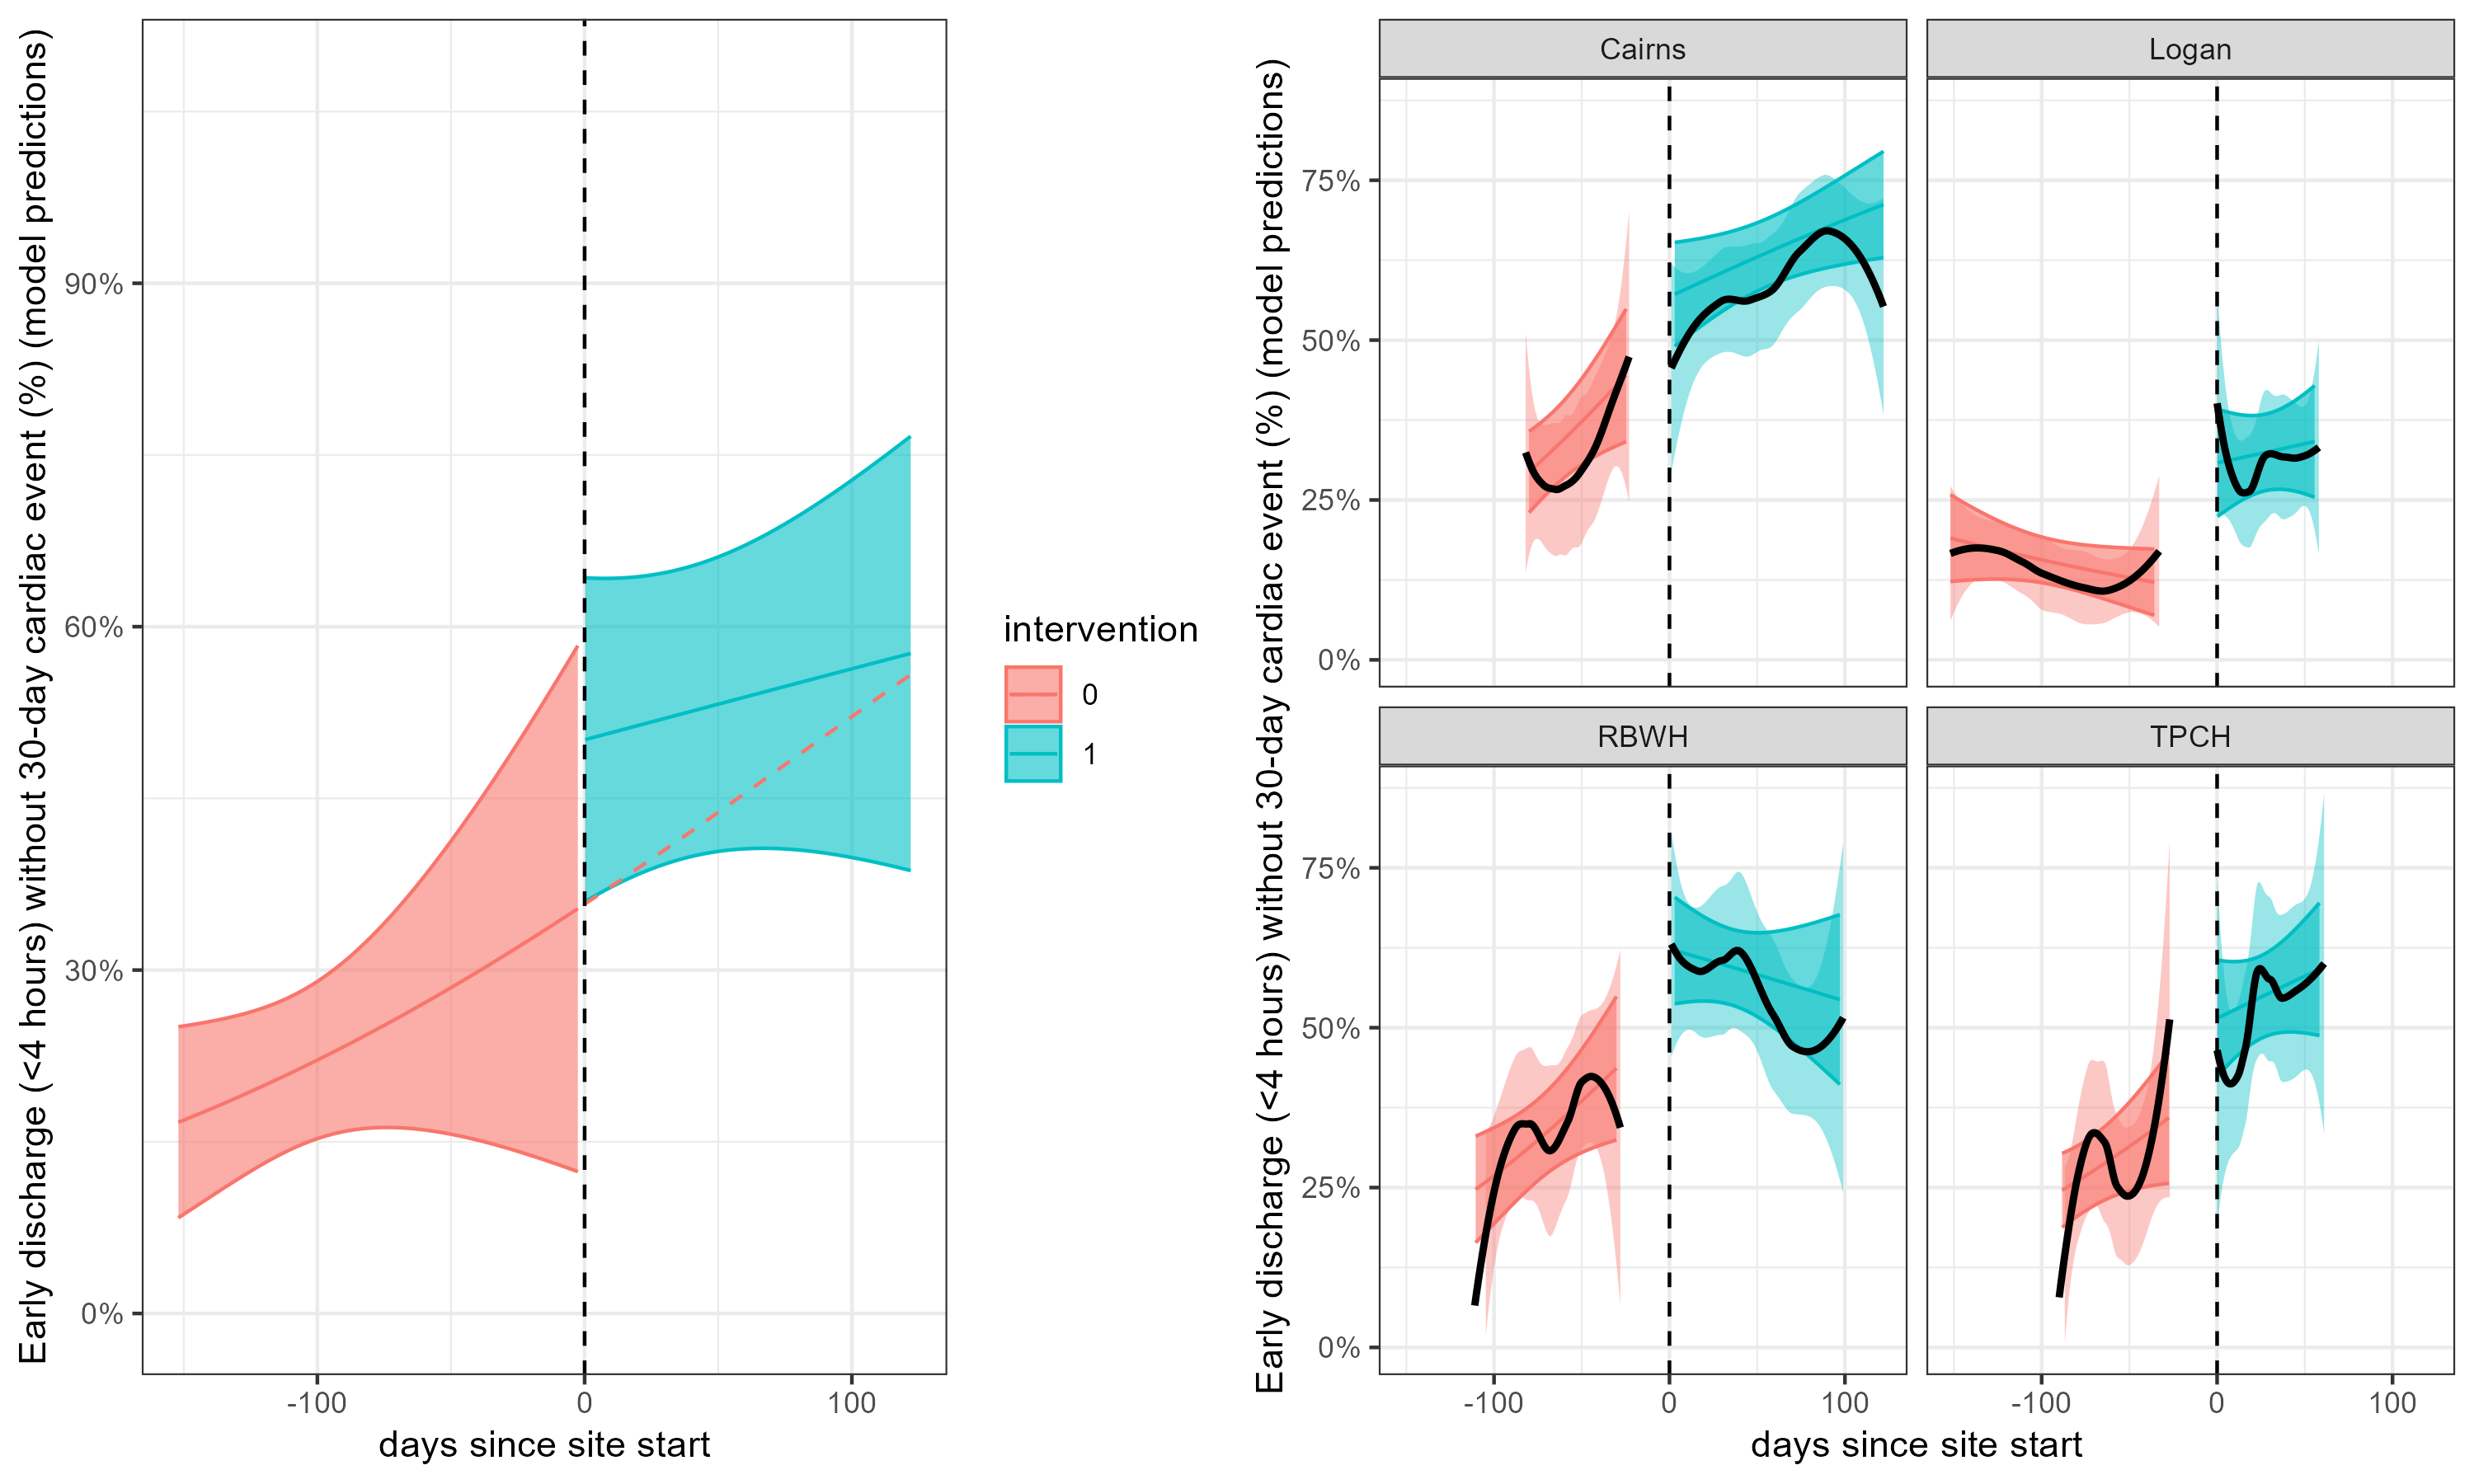 Early discharge (<4 hours) without 30-day cardiac event (%) (model predictions)
90%
60%
30%
0%
-100
0
100
days since site start
intervention
0
1
Early discharge (<4 hours) without 30-day cardiac event (%) (model predictions)
Cairns
Logan
75%
50%
25%
0%
RBWH
TPCH
75%
50%
25%
0%
-100
0
100
-100
0
100
days since site start